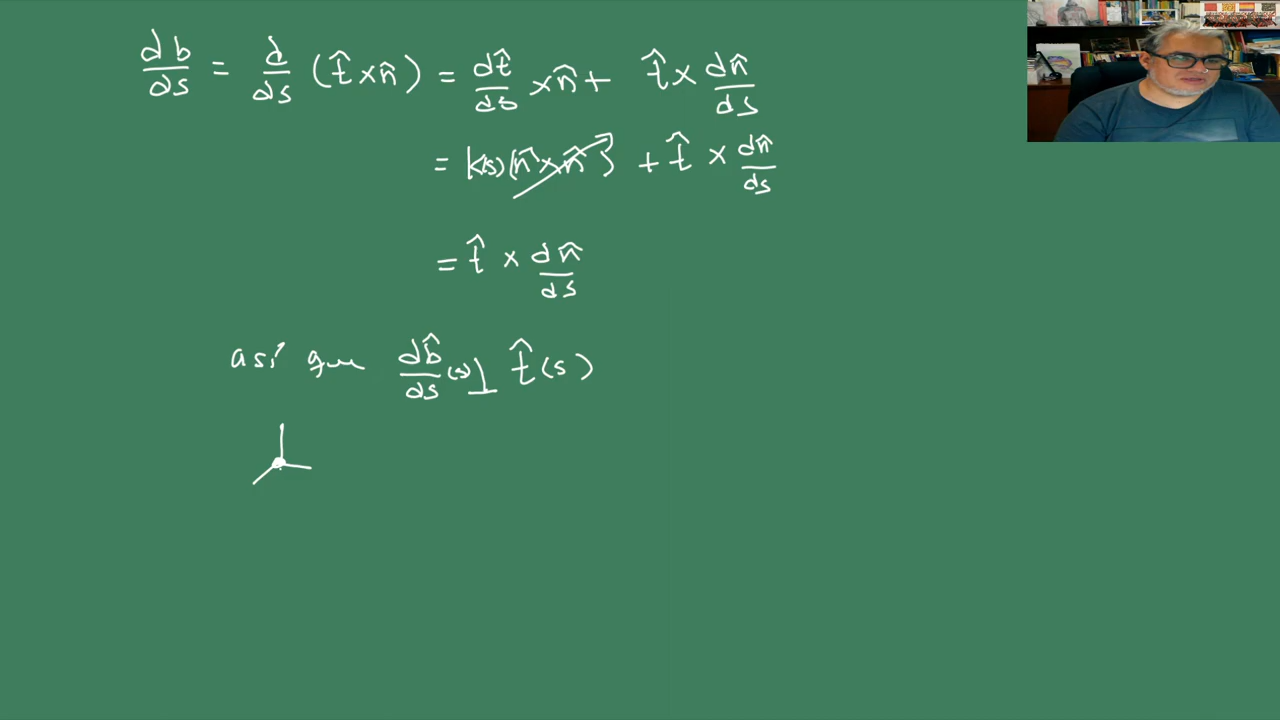 db/ds = d/ds (t̂ × n̂) = dt̂/ds × n̂ + t̂ × dn̂/ds
= k(s) (n̂ × n̂) + t̂ × dn̂/ds
= t̂ × dn̂/ds
así que db̂/ds (s) ⊥ t̂(s)